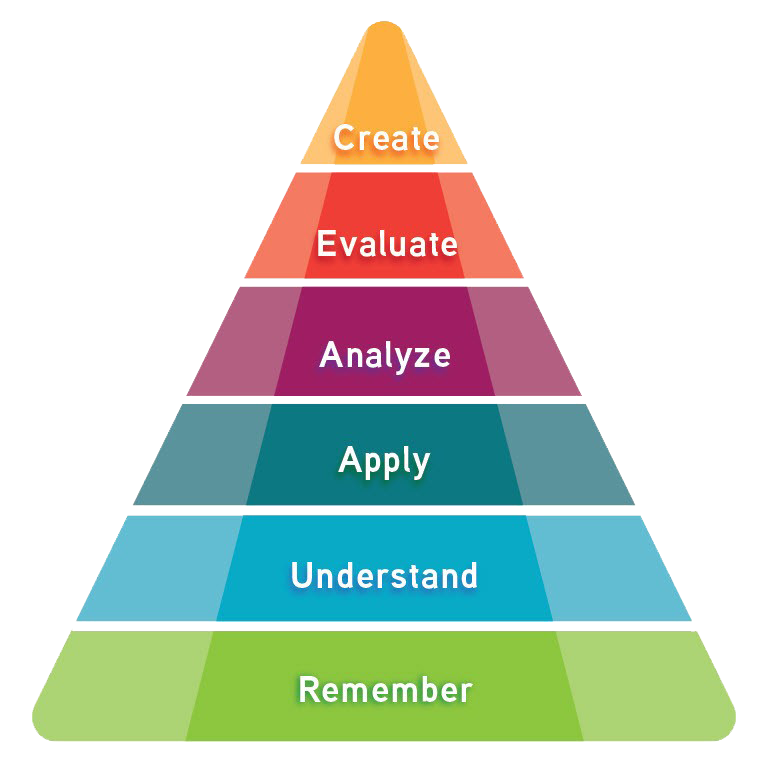 Create
Evaluate
Analyze
Apply
Understand
Remember